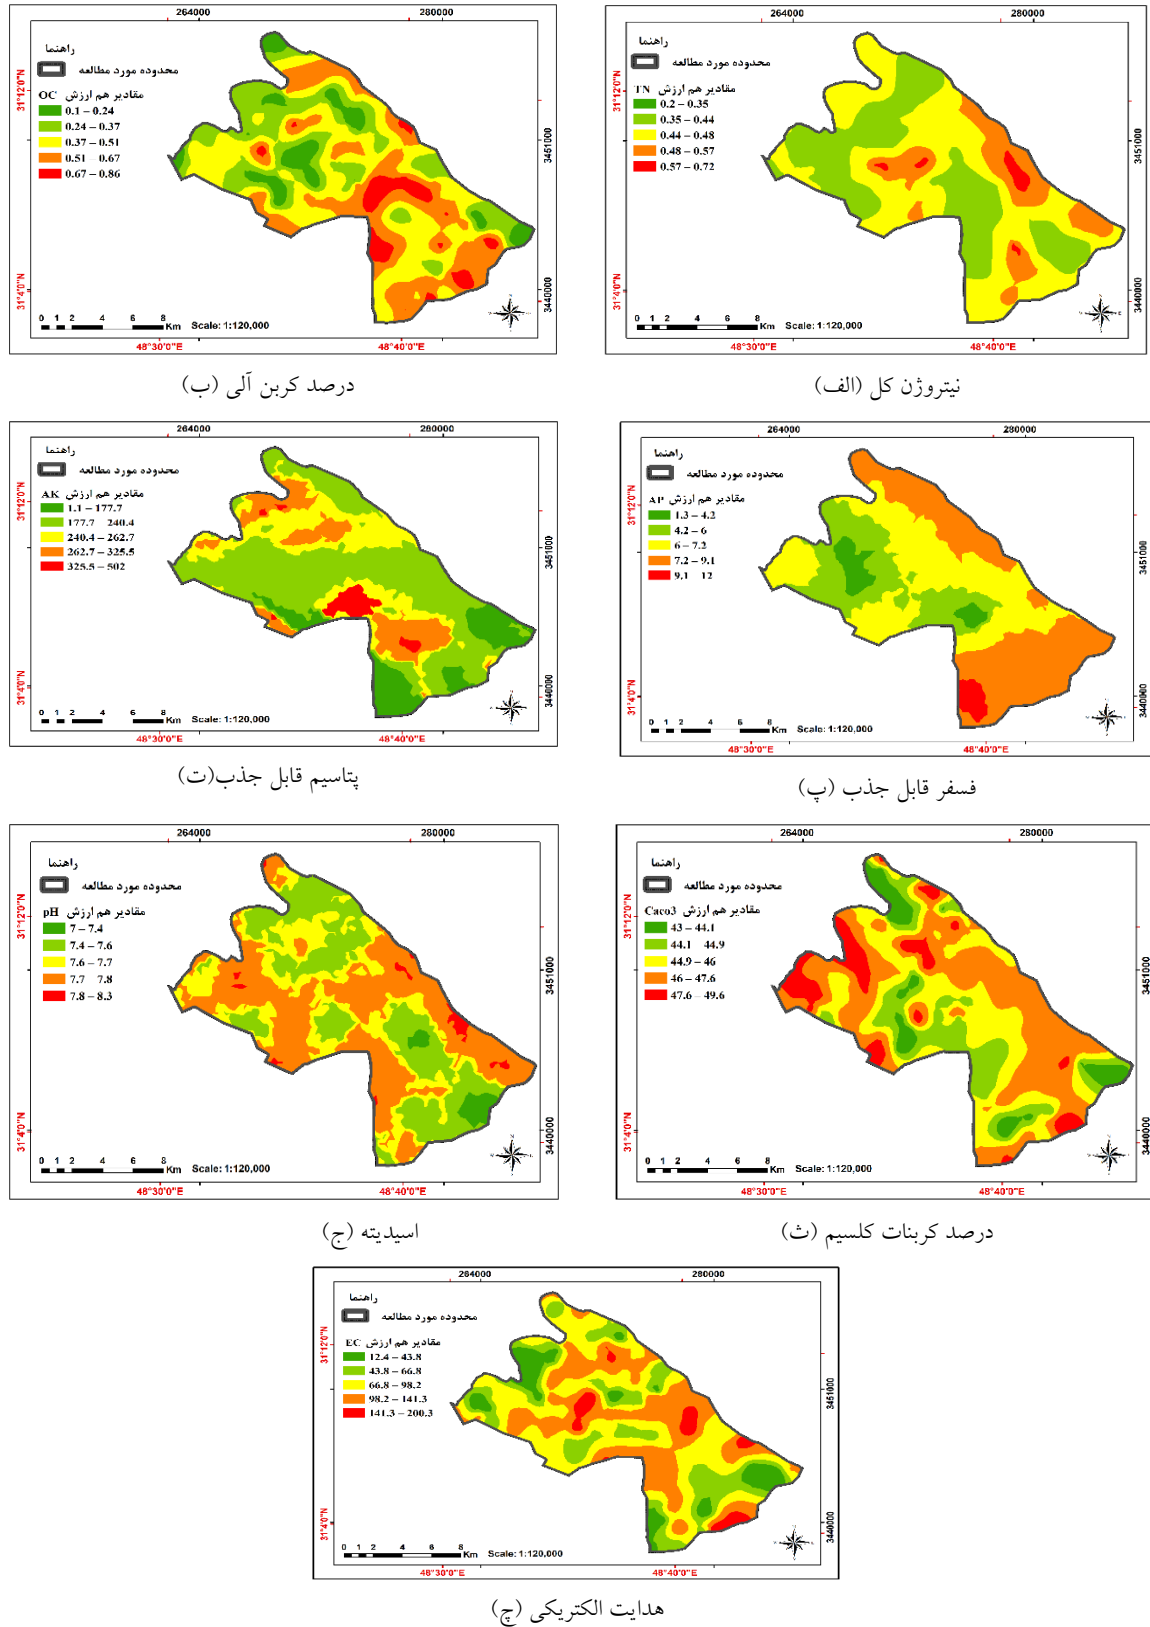 264000 280000
راهنما
محدوده مورد مطالعه
مقادیر هم ارزش TN
0.2 – 0.35
0.35 – 0.44
0.44 – 0.48
0.48 – 0.57
0.57 – 0.72
31°12'0"N
31°4'0"N
3451000
3440000
0 1 2 4 6 8
Km Scale: 1:120,000
48°30'0"E 48°40'0"E
نیتروژن کل (الف)
264000 280000
راهنما
محدوده مورد مطالعه
مقادیر هم ارزش OC
0.1 – 0.24
0.24 – 0.37
0.37 – 0.51
0.51 – 0.67
0.67 – 0.86
31°12'0"N
31°4'0"N
3451000
3440000
0 1 2 4 6 8
Km Scale: 1:120,000
48°30'0"E 48°40'0"E
درصد کربن آلی (ب)
264000 280000
راهنما
محدوده مورد مطالعه
مقادیر هم ارزش AP
1.3 – 4.2
4.2 – 6
6 – 7.2
7.2 – 9.1
9.1 12
31°12'0"N
31°4'0"N
3451000
3440000
0 1 2 4 6 8
Km Scale: 1:120,000
48°30'0"E 48°40'0"E
فسفر قابل جذب (پ)
264000 280000
راهنما
محدوده مورد مطالعه
مقادیر هم ارزش AK
1.1 – 177.7
177.7 240.4
240.4 – 262.7
262.7 – 325.5
325.5 – 502
31°12'0"N
31°4'0"N
3451000
3440000
0 1 2 4 6 8
Km Scale: 1:120,000
48°30'0"E 48°40'0"E
پتاسیم قابل جذب(ت)
264000 280000
راهنما
محدوده مورد مطالعه
مقادیر هم ارزش Caco3
43 – 44.1
44.1 44.9
44.9 – 46
46 – 47.6
47.6 – 49.6
31°12'0"N
31°4'0"N
3451000
3440000
0 1 2 4 6 8
Km Scale: 1:120,000
48°30'0"E 48°40'0"E
درصد کربنات کلسیم (ث)
264000 280000
راهنما
محدوده مورد مطالعه
مقادیر هم ارزش pH
7 – 7.4
7.4 – 7.6
7.6 – 7.7
7.7 7.8
7.8 – 8.3
31°12'0"N
31°4'0"N
3451000
3440000
0 1 2 4 6 8
Km Scale: 1:120,000
48°30'0"E 48°40'0"E
اسیدیته (ج)
264000 280000
راهنما
محدوده مورد مطالعه
مقادیر هم ارزش EC
12.4 – 43.8
43.8 – 66.8
66.8 – 98.2
98.2 – 141.3
141.3 – 200.3
31°12'0"N
31°4'0"N
3451000
3440000
0 1 2 4 6 8
Km Scale: 1:120,000
48°30'0"E 48°40'0"E
هدایت الکتریکی (چ)